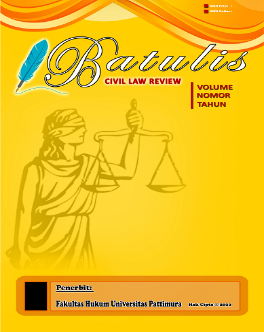 Batulis
CIVIL LAW REVIEW
VOLUME
NOMOR
TAHUN
Penerbit:
Fakultas Hukum Universitas Pattimura